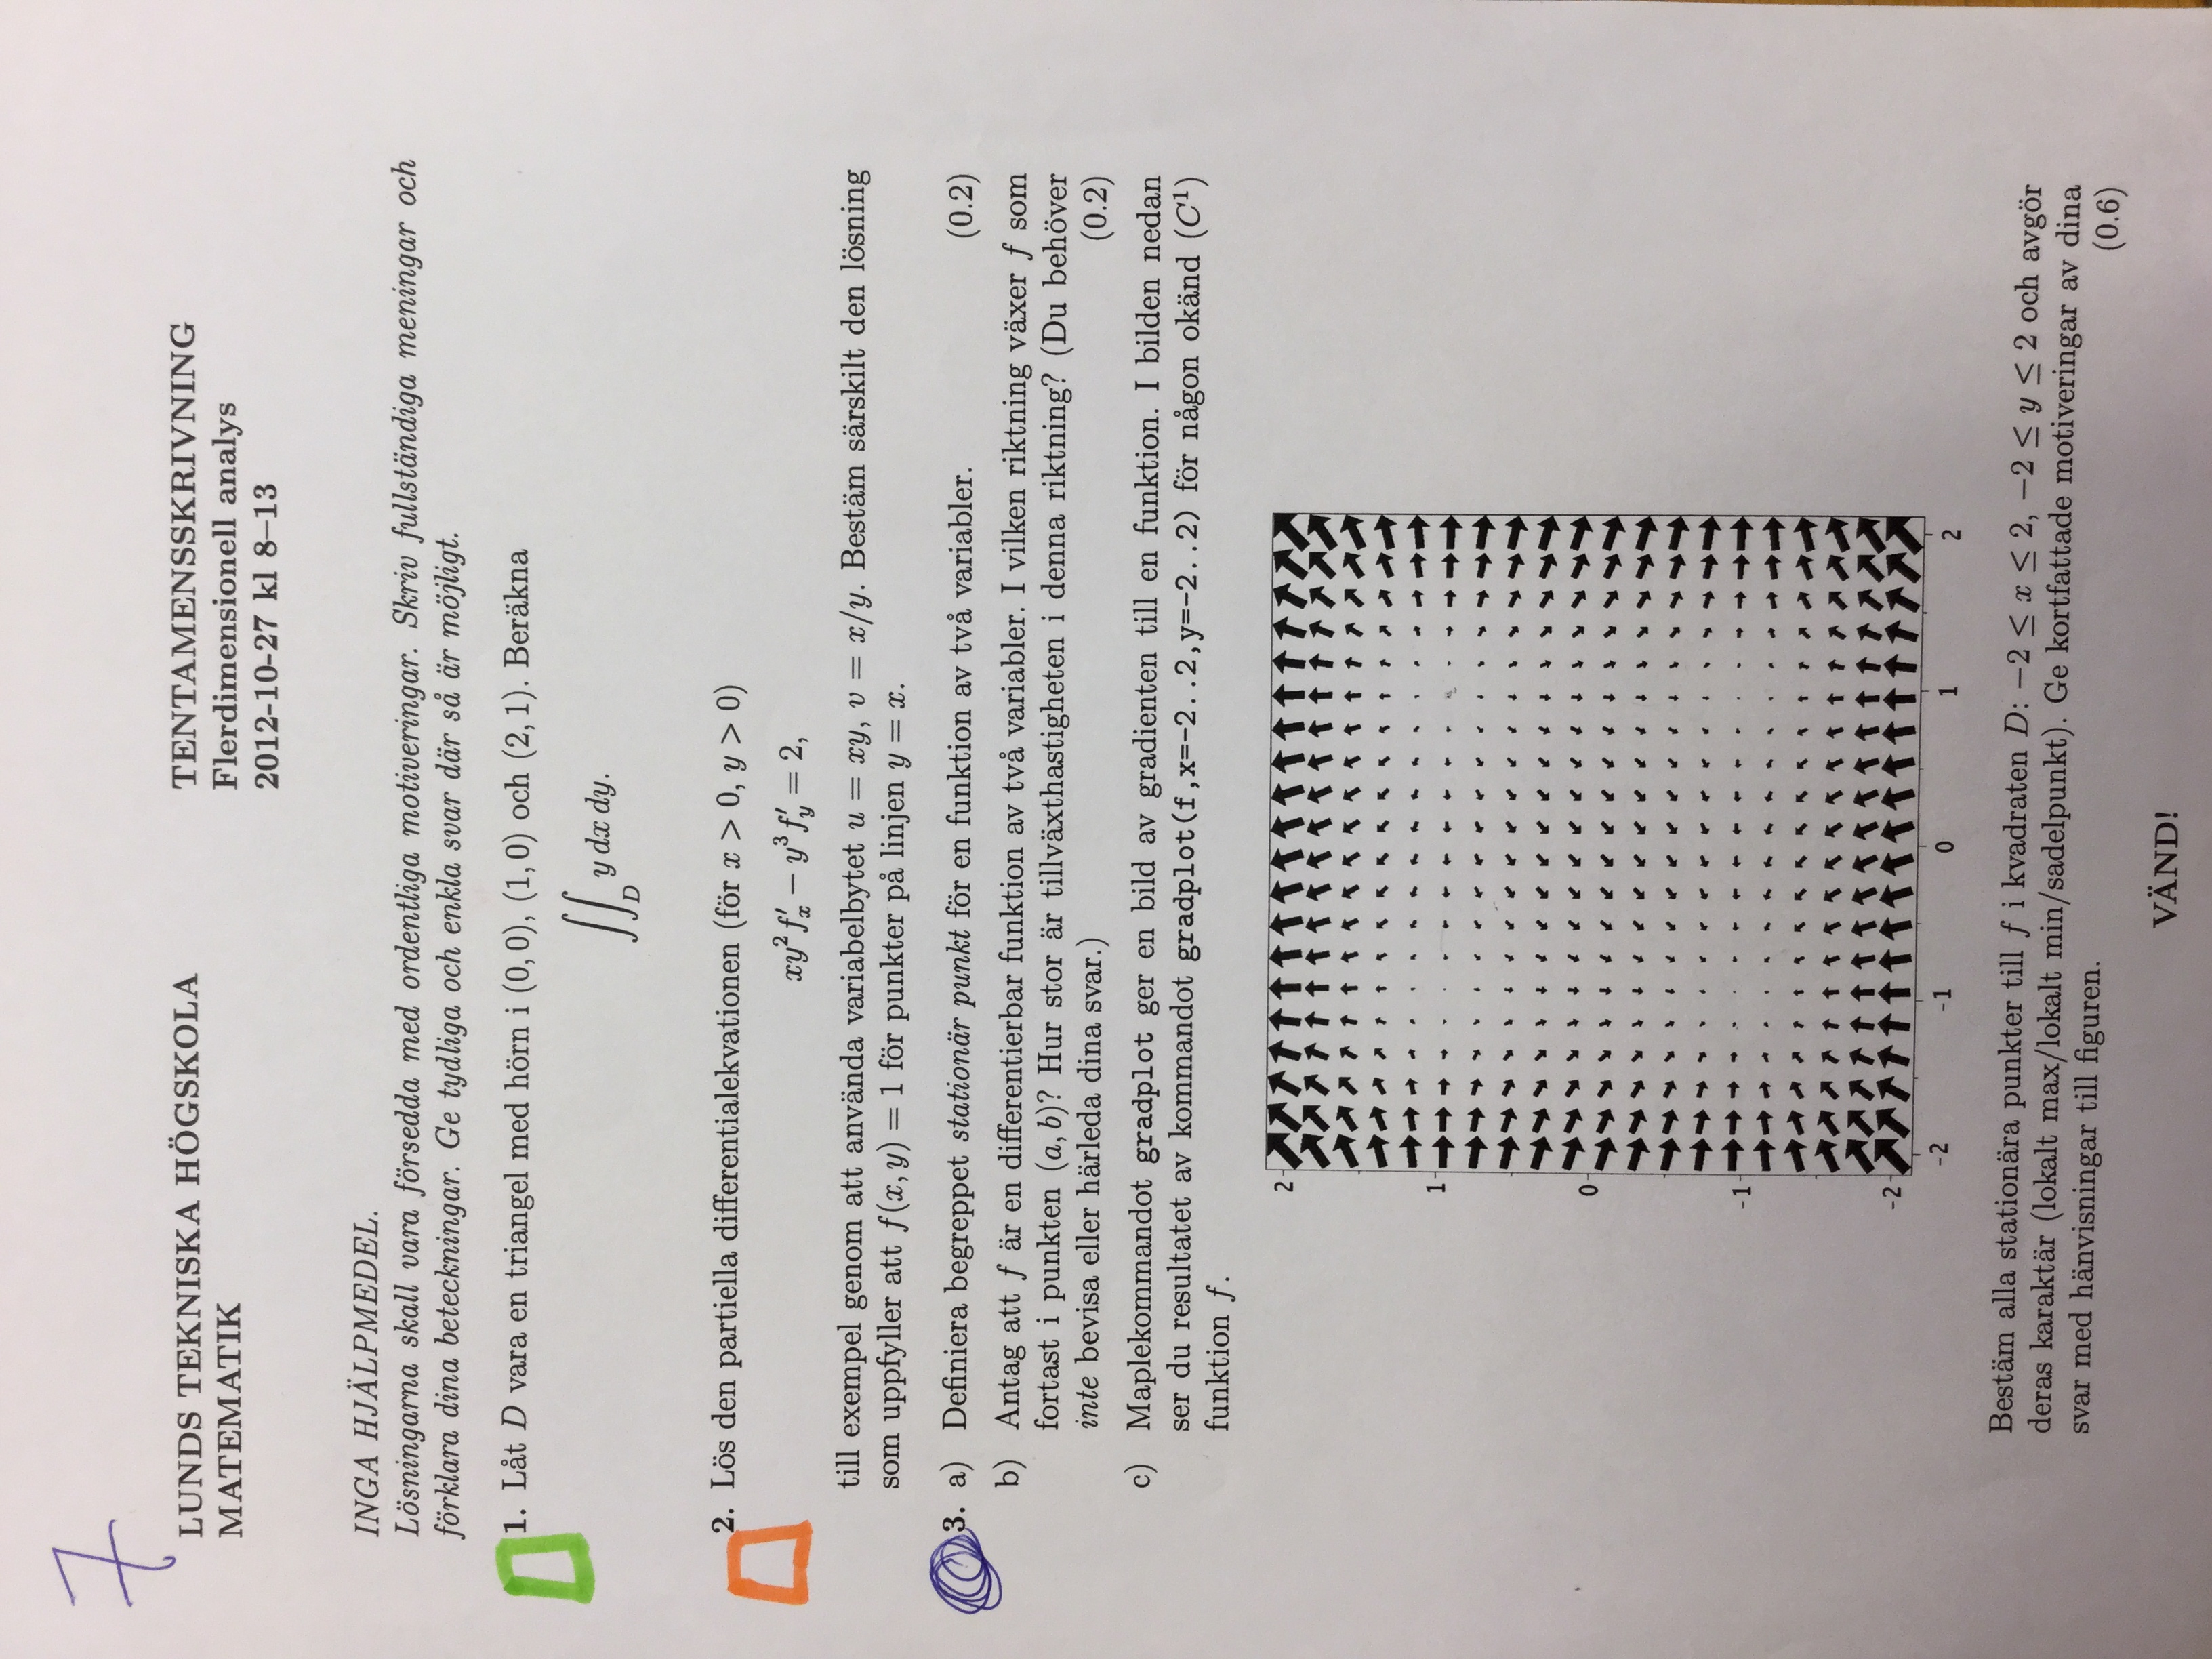 7
LUNDS TEKNISKA HÖGSKOLA
MATEMATIK
TENTAMENSSKRIVNING
Flerdimensionell analys
2012-10-27 kl 8–13
INGA HJÄLPMEDEL.
Lösningarna skall vara försedda med ordentliga motiveringar. Skriv fullständiga meningar och
förklara dina beteckningar. Ge tydliga och enkla svar där så är möjligt.
1. Låt D vara en triangel med hörn i (0, 0), (1, 0) och (2, 1). Beräkna
∬_D y dx dy.
2. Lös den partiella differentialekvationen (för x > 0, y > 0)
xy² f′_x − y³ f′_y = 2,
till exempel genom att använda variabelbytet u = xy, v = x/y. Bestäm särskilt den lösning
som uppfyller att f(x, y) = 1 för punkter på linjen y = x.
3. a) Definiera begreppet stationär punkt för en funktion av två variabler. (0.2)
b) Antag att f är en differentierbar funktion av två variabler. I vilken riktning växer f som
fortast i punkten (a, b)? Hur stor är tillväxthastigheten i denna riktning? (Du behöver
inte bevisa eller härleda dina svar.) (0.2)
c) Maplekommandot gradplot ger en bild av gradienten till en funktion. I bilden nedan
ser du resultatet av kommandot gradplot(f,x=-2..2,y=-2..2) för någon okänd (C¹)
funktion f.
2
1
0
-1
-2
-2 -1 0 1 2
Bestäm alla stationära punkter till f i kvadraten D: −2 ≤ x ≤ 2, −2 ≤ y ≤ 2 och avgör
deras karaktär (lokalt max/lokalt min/sadelpunkt). Ge kortfattade motiveringar av dina
svar med hänvisningar till figuren. (0.6)
VÄND!